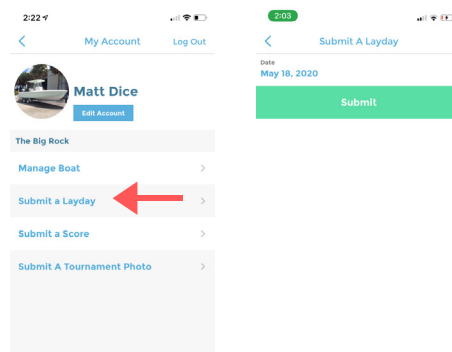 2:22
My Account
Log Out
Matt Dice
Edit Account
The Big Rock
Manage Boat
Submit a Layday
Submit a Score
Submit A Tournament Photo
2:03
Submit A Layday
Date
May 18, 2020
Submit